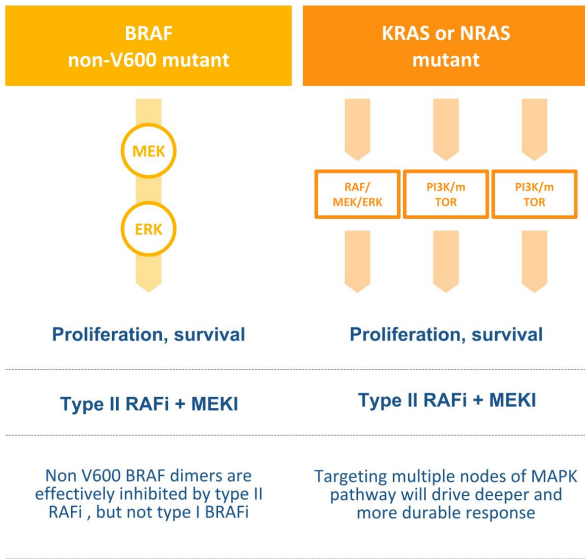 BRAF
non-V600 mutant
MEK
ERK
Proliferation, survival
Type II RAFi + MEKI
Non V600 BRAF dimers are
effectively inhibited by type II
RAFi , but not type I BRAFi
KRAS or NRAS
mutant
RAF/
MEK/ERK
PI3K/m
TOR
PI3K/m
TOR
Proliferation, survival
Type II RAFi + MEKI
Targeting multiple nodes of MAPK
pathway will drive deeper and
more durable response